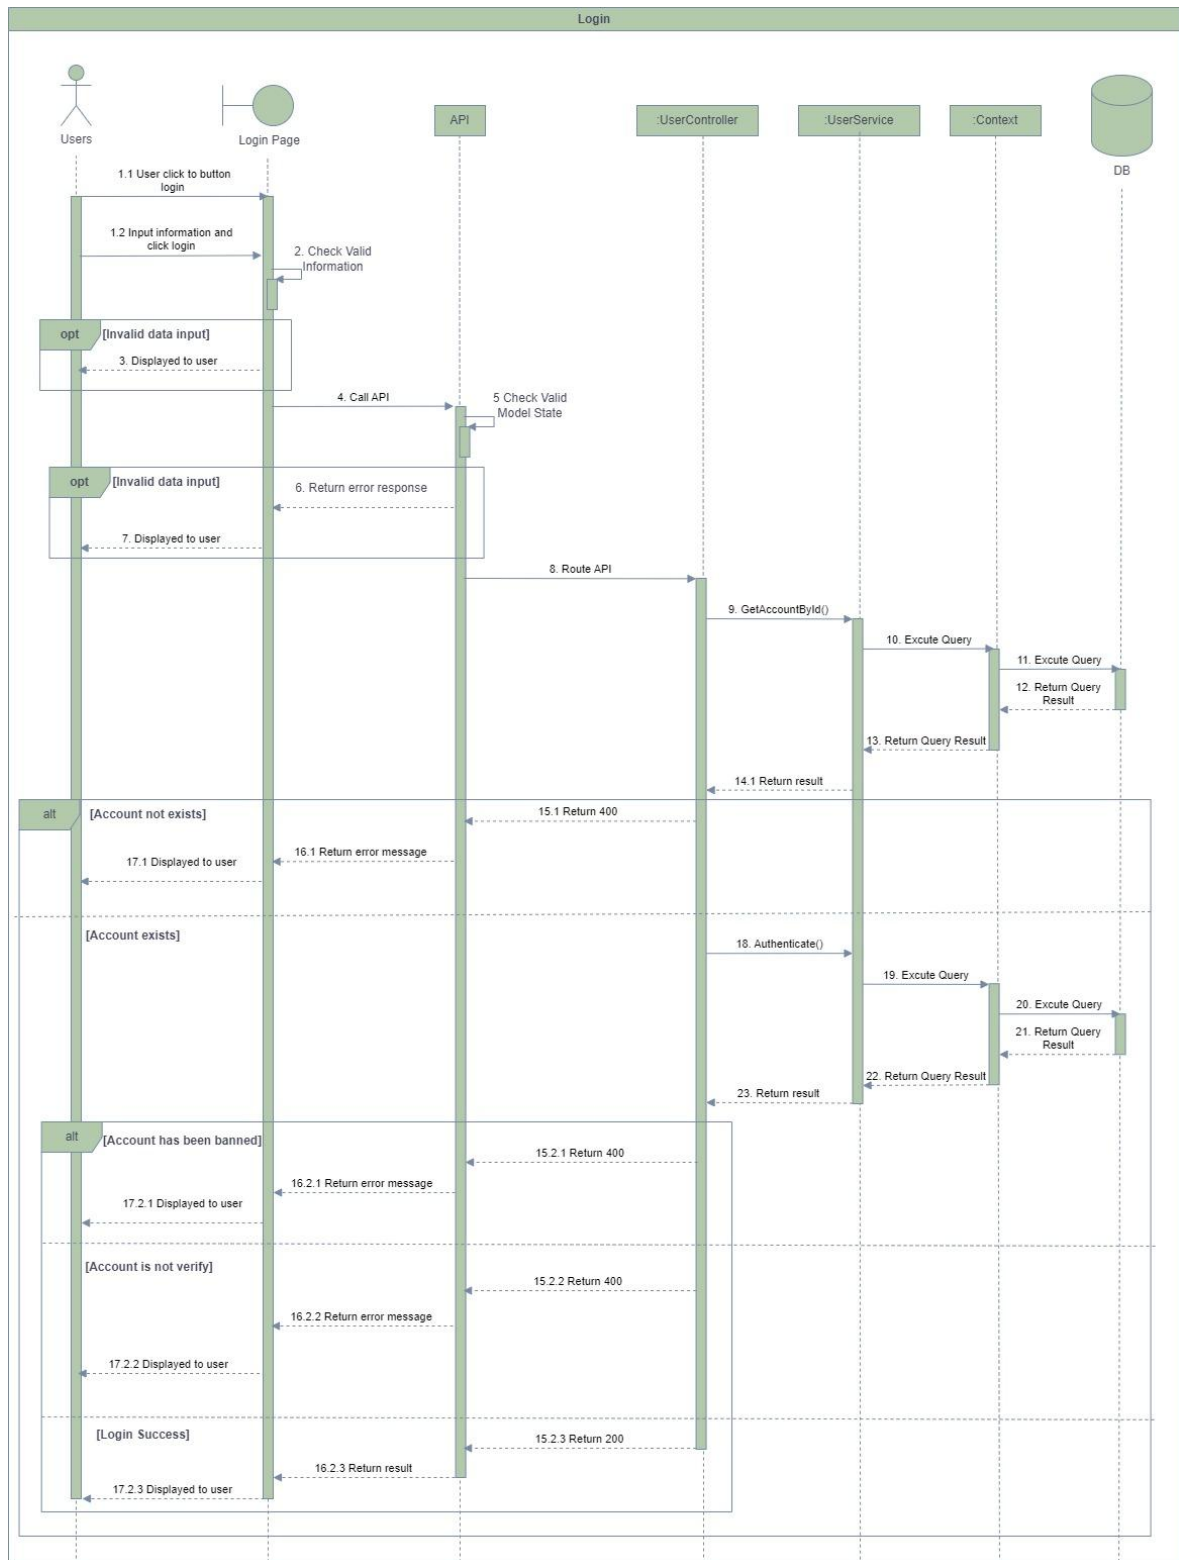 Login
Users
Login Page
API
:UserController
:UserService
:Context
DB
1.1 User click to button
login
1.2 Input information and
click login
2. Check Valid
Information
opt
[Invalid data input]
3. Displayed to user
4. Call API
5 Check Valid
Model State
opt
[Invalid data input]
6. Return error response
7. Displayed to user
8. Route API
9. GetAccountById()
10. Excute Query
11. Excute Query
12. Return Query
Result
13. Return Query Result
14.1 Return result
alt
[Account not exists]
15.1 Return 400
16.1 Return error message
17.1 Displayed to user
[Account exists]
18. Authenticate()
19. Excute Query
20. Excute Query
21. Return Query
Result
22. Return Query Result
23. Return result
alt
[Account has been banned]
15.2.1 Return 400
16.2.1 Return error message
17.2.1 Displayed to user
[Account is not verify]
15.2.2 Return 400
16.2.2 Return error message
17.2.2 Displayed to user
[Login Success]
15.2.3 Return 200
16.2.3 Return result
17.2.3 Displayed to user